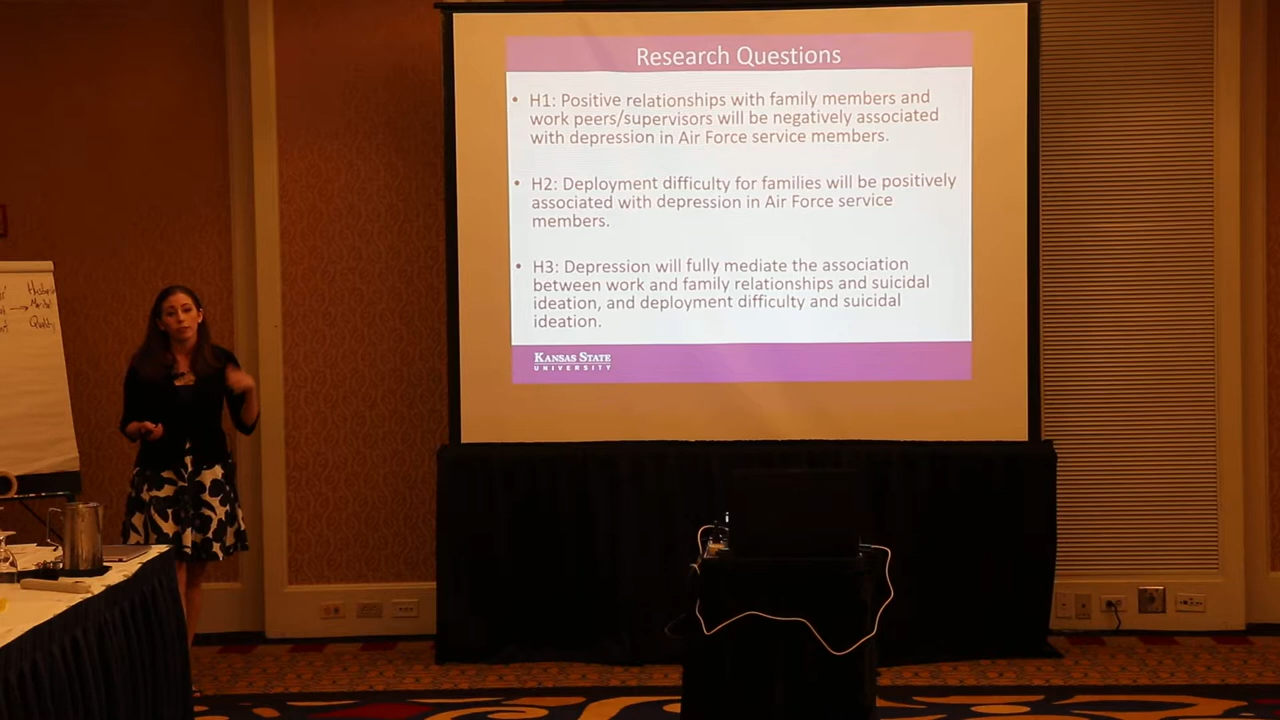 Research Questions
• H1: Positive relationships with family members and
work peers/supervisors will be negatively associated
with depression in Air Force service members.
• H2: Deployment difficulty for families will be positively
associated with depression in Air Force service
members.
• H3: Depression will fully mediate the association
between work and family relationships and suicidal
ideation, and deployment difficulty and suicidal
ideation.
KANSAS STATE
UNIVERSITY
Quality